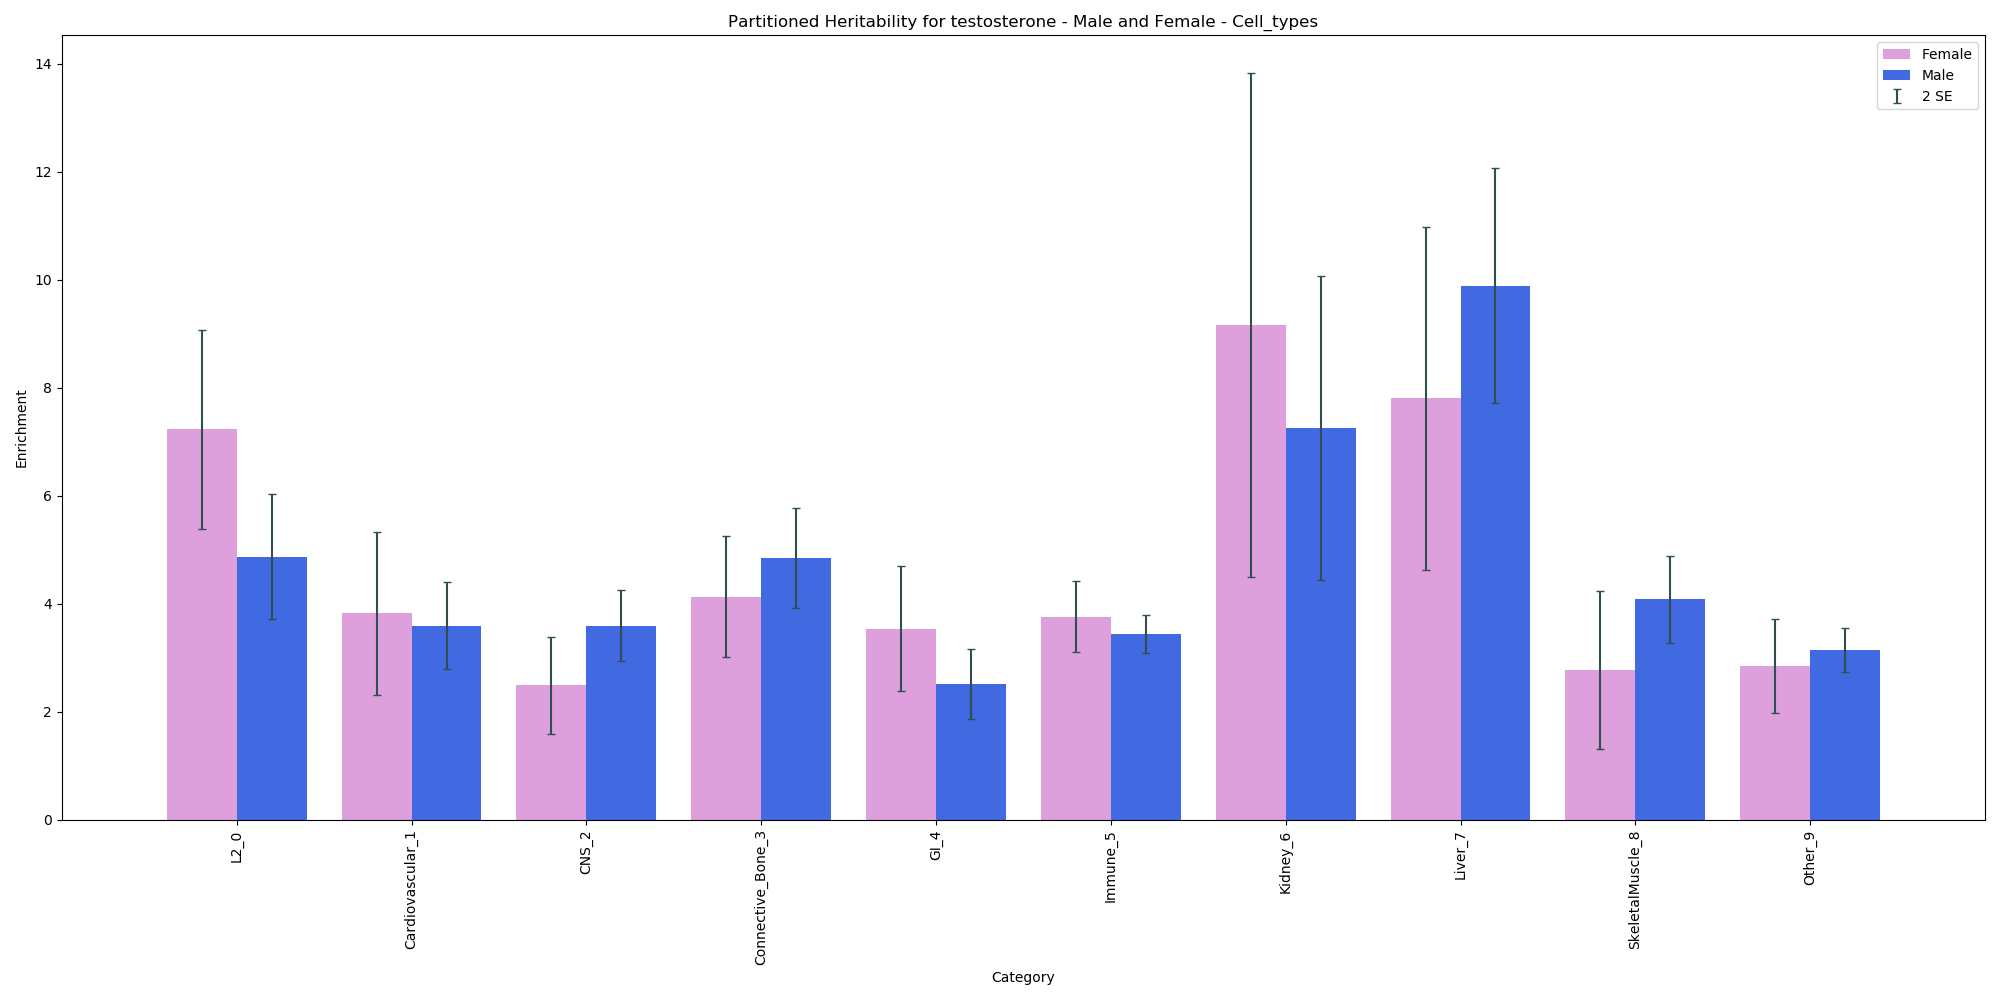 Partitioned Heritability for testosterone - Male and Female - Cell_types
Female
Male
2 SE
14
12
10
8
6
4
2
0
Enrichment
L2_0
Cardiovascular_1
CNS_2
Connective_Bone_3
GI_4
Immune_5
Kidney_6
Liver_7
SkeletalMuscle_8
Other_9
Category